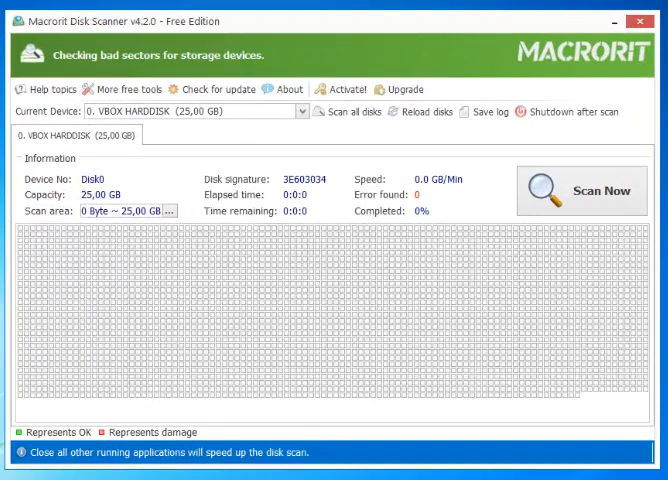 Macrorit Disk Scanner v4.2.0 - Free Edition
Checking bad sectors for storage devices.
MACRORIT
Help topics More free tools Check for update About Activate! Upgrade
Current Device: 0. VBOX HARDDISK (25,00 GB) Scan all disks Reload disks Save log Shutdown after scan
0. VBOX HARDDISK (25,00 GB)
Information
Device No: Disk0 Disk signature: 3E603034 Speed: 0.0 GB/Min
Capacity: 25,00 GB Elapsed time: 0:0:0 Error found: 0
Scan area: 0 Byte ~ 25,00 GB ... Time remaining: 0:0:0 Completed: 0%
Scan Now
Represents OK Represents damage
Close all other running applications will speed up the disk scan.